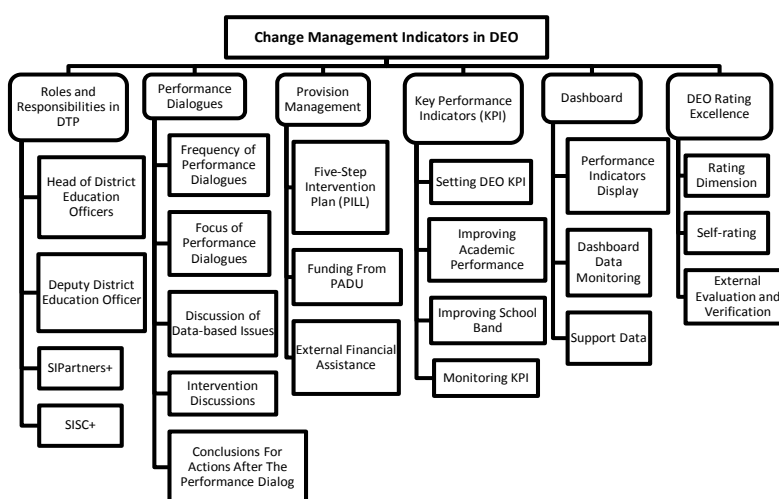 Change Management Indicators in DEO
Roles and
Responsibilities in
DTP
Head of District
Education
Officers
Deputy District
Education Officer
SIPartners+
SISC+
Performance
Dialogues
Frequency of
Performance
Dialogues
Focus of
Performance
Dialogues
Discussion of
Data-based Issues
Intervention
Discussions
Conclusions For
Actions After The
Performance Dialog
Provision
Management
Five-Step
Intervention
Plan (PILL)
Funding From
PADU
External Financial
Assistance
Key Performance
Indicators (KPI)
Setting DEO KPI
Improving
Academic
Performance
Improving School
Band
Monitoring KPI
Dashboard
Performance
Indicators
Display
Dashboard
Data
Monitoring
Support Data
DEO Rating
Excellence
Rating
Dimension
Self-rating
External
Evaluation and
Verification